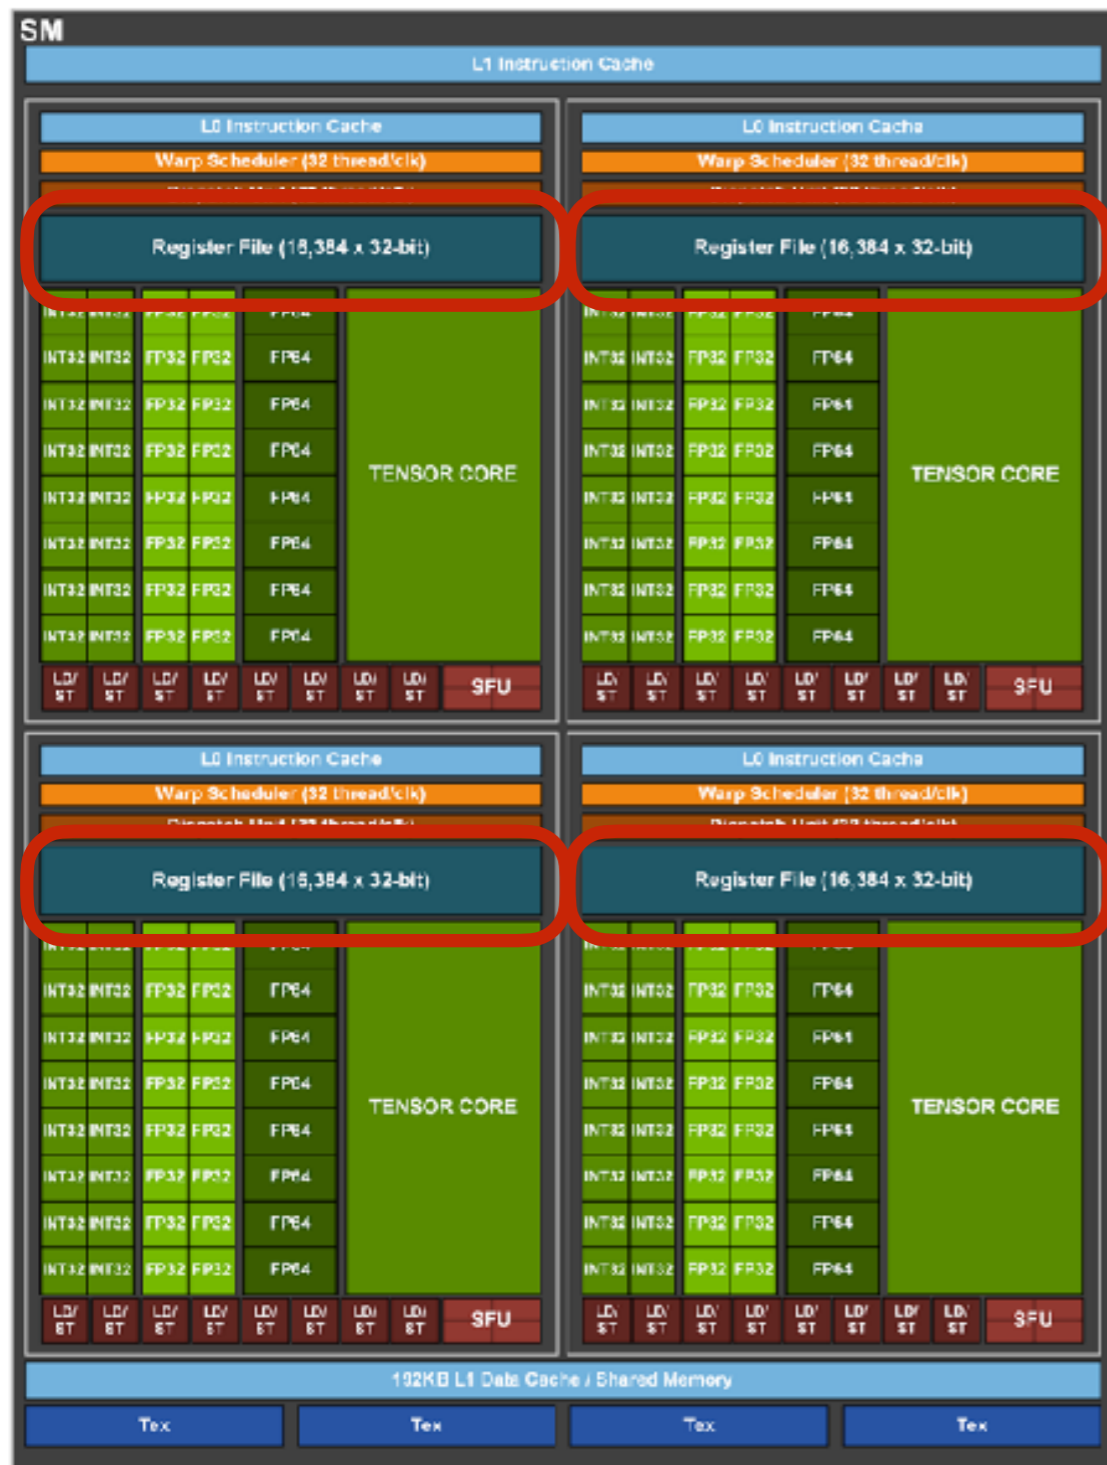 SM
L1 Instruction Cache
L0 Instruction Cache
Warp Scheduler (32 thread/clk)
Register File (16,384 x 32-bit)
INT32 INT32 FP32 FP32 FP64
INT32 INT32 FP32 FP32 FP64
INT32 INT32 FP32 FP32 FP64
TENSOR CORE
INT32 INT32 FP32 FP32 FP64
INT32 INT32 FP32 FP32 FP64
INT32 INT32 FP32 FP32 FP64
INT32 INT32 FP32 FP32 FP64
LD/ LD/ LD/ LD/ LD/ LD/ LD/ LD/
ST ST ST ST ST ST ST ST
SFU
L0 Instruction Cache
Warp Scheduler (32 thread/clk)
Register File (16,384 x 32-bit)
INT32 INT32 FP32 FP32 FP64
INT32 INT32 FP32 FP32 FP64
INT32 INT32 FP32 FP32 FP64
TENSOR CORE
INT32 INT32 FP32 FP32 FP64
INT32 INT32 FP32 FP32 FP64
INT32 INT32 FP32 FP32 FP64
INT32 INT32 FP32 FP32 FP64
LD/ LD/ LD/ LD/ LD/ LD/ LD/ LD/
ST ST ST ST ST ST ST ST
SFU
L0 Instruction Cache
Warp Scheduler (32 thread/clk)
Register File (16,384 x 32-bit)
INT32 INT32 FP32 FP32 FP64
INT32 INT32 FP32 FP32 FP64
INT32 INT32 FP32 FP32 FP64
TENSOR CORE
INT32 INT32 FP32 FP32 FP64
INT32 INT32 FP32 FP32 FP64
INT32 INT32 FP32 FP32 FP64
INT32 INT32 FP32 FP32 FP64
LD/ LD/ LD/ LD/ LD/ LD/ LD/ LD/
ST ST ST ST ST ST ST ST
SFU
L0 Instruction Cache
Warp Scheduler (32 thread/clk)
Register File (16,384 x 32-bit)
INT32 INT32 FP32 FP32 FP64
INT32 INT32 FP32 FP32 FP64
INT32 INT32 FP32 FP32 FP64
TENSOR CORE
INT32 INT32 FP32 FP32 FP64
INT32 INT32 FP32 FP32 FP64
INT32 INT32 FP32 FP32 FP64
INT32 INT32 FP32 FP32 FP64
LD/ LD/ LD/ LD/ LD/ LD/ LD/ LD/
ST ST ST ST ST ST ST ST
SFU
192KB L1 Data Cache / Shared Memory
Tex Tex Tex Tex